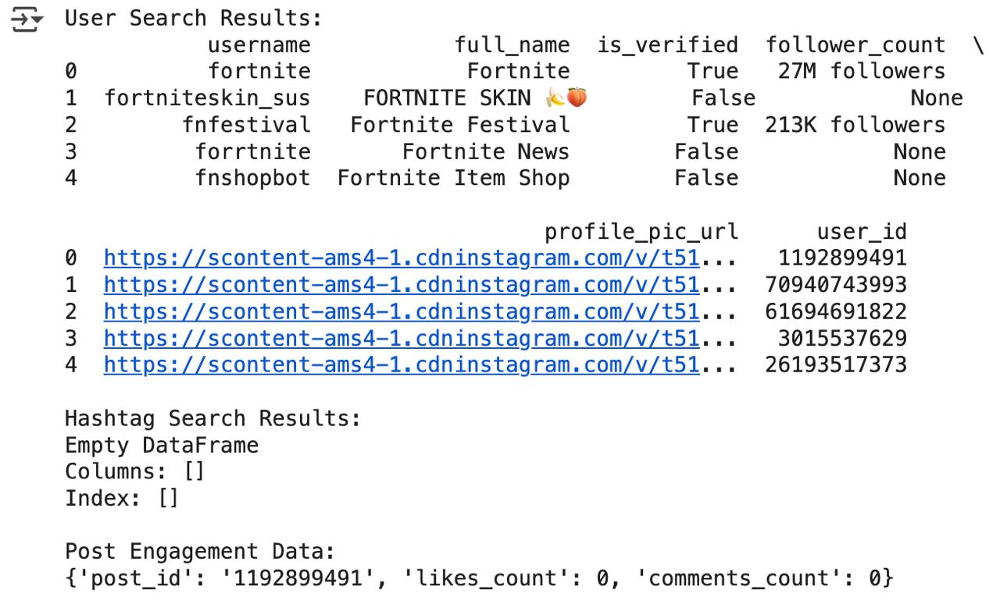 User Search Results:
username full_name is_verified follower_count \
0 fortnite Fortnite True 27M followers
1 fortniteskin_sus FORTNITE SKIN 🍌🍑 False None
2 fnfestival Fortnite Festival True 213K followers
3 forrtnite Fortnite News False None
4 fnshopbot Fortnite Item Shop False None
profile_pic_url user_id
0 https://scontent-ams4-1.cdninstagram.com/v/t51... 1192899491
1 https://scontent-ams4-1.cdninstagram.com/v/t51... 70940743993
2 https://scontent-ams4-1.cdninstagram.com/v/t51... 61694691822
3 https://scontent-ams4-1.cdninstagram.com/v/t51... 3015537629
4 https://scontent-ams4-1.cdninstagram.com/v/t51... 26193517373
Hashtag Search Results:
Empty DataFrame
Columns: []
Index: []
Post Engagement Data:
{'post_id': '1192899491', 'likes_count': 0, 'comments_count': 0}